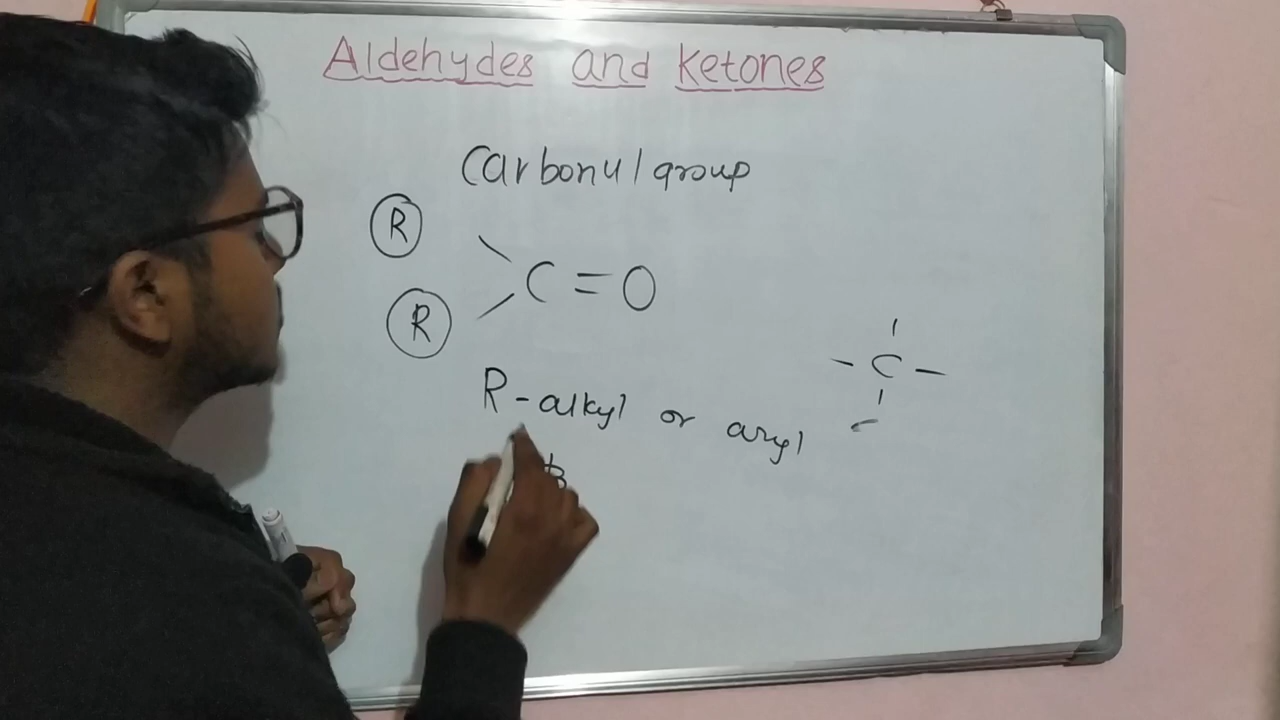 Aldehydes and Ketones
Carbonyl group
R
C = O
R
C
R - alkyl or aryl